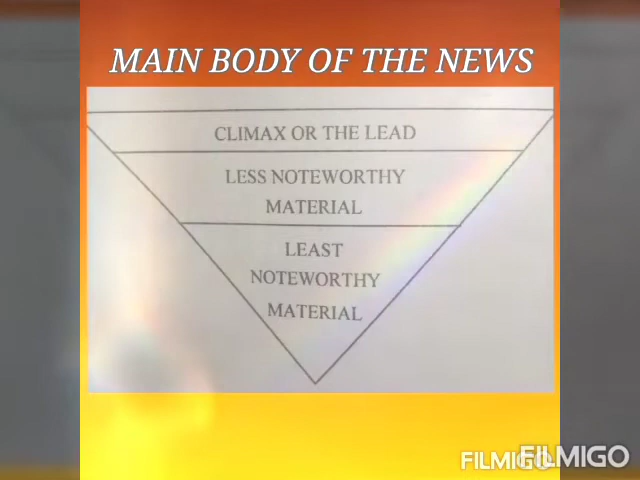 MAIN BODY OF THE NEWS
CLIMAX OR THE LEAD
LESS NOTEWORTHY
MATERIAL
LEAST
NOTEWORTHY
MATERIAL
FILMIGO
FILMIGO